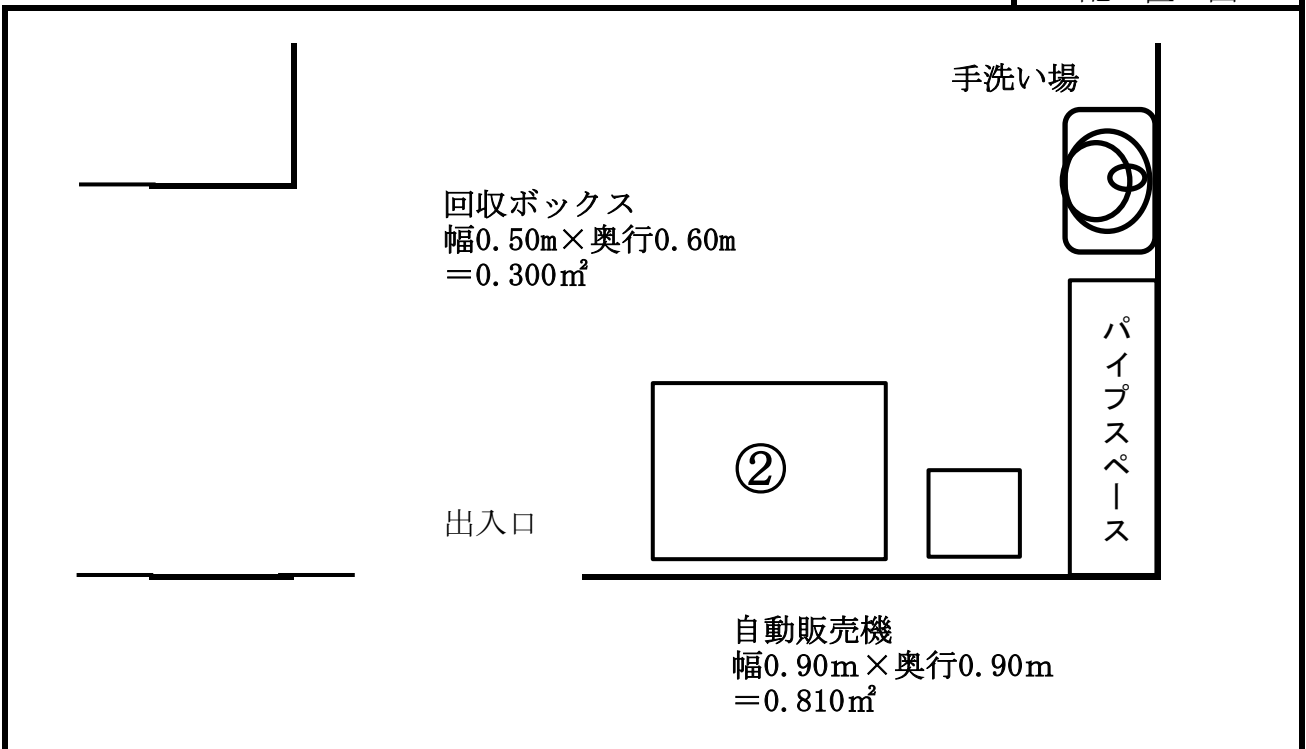 手洗い場
回収ボックス
幅0.50m×奥行0.60m
＝0.300㎡
パイプスペース
②
出入口
自動販売機
幅0.90ｍ×奥行0.90ｍ
＝0.810㎡